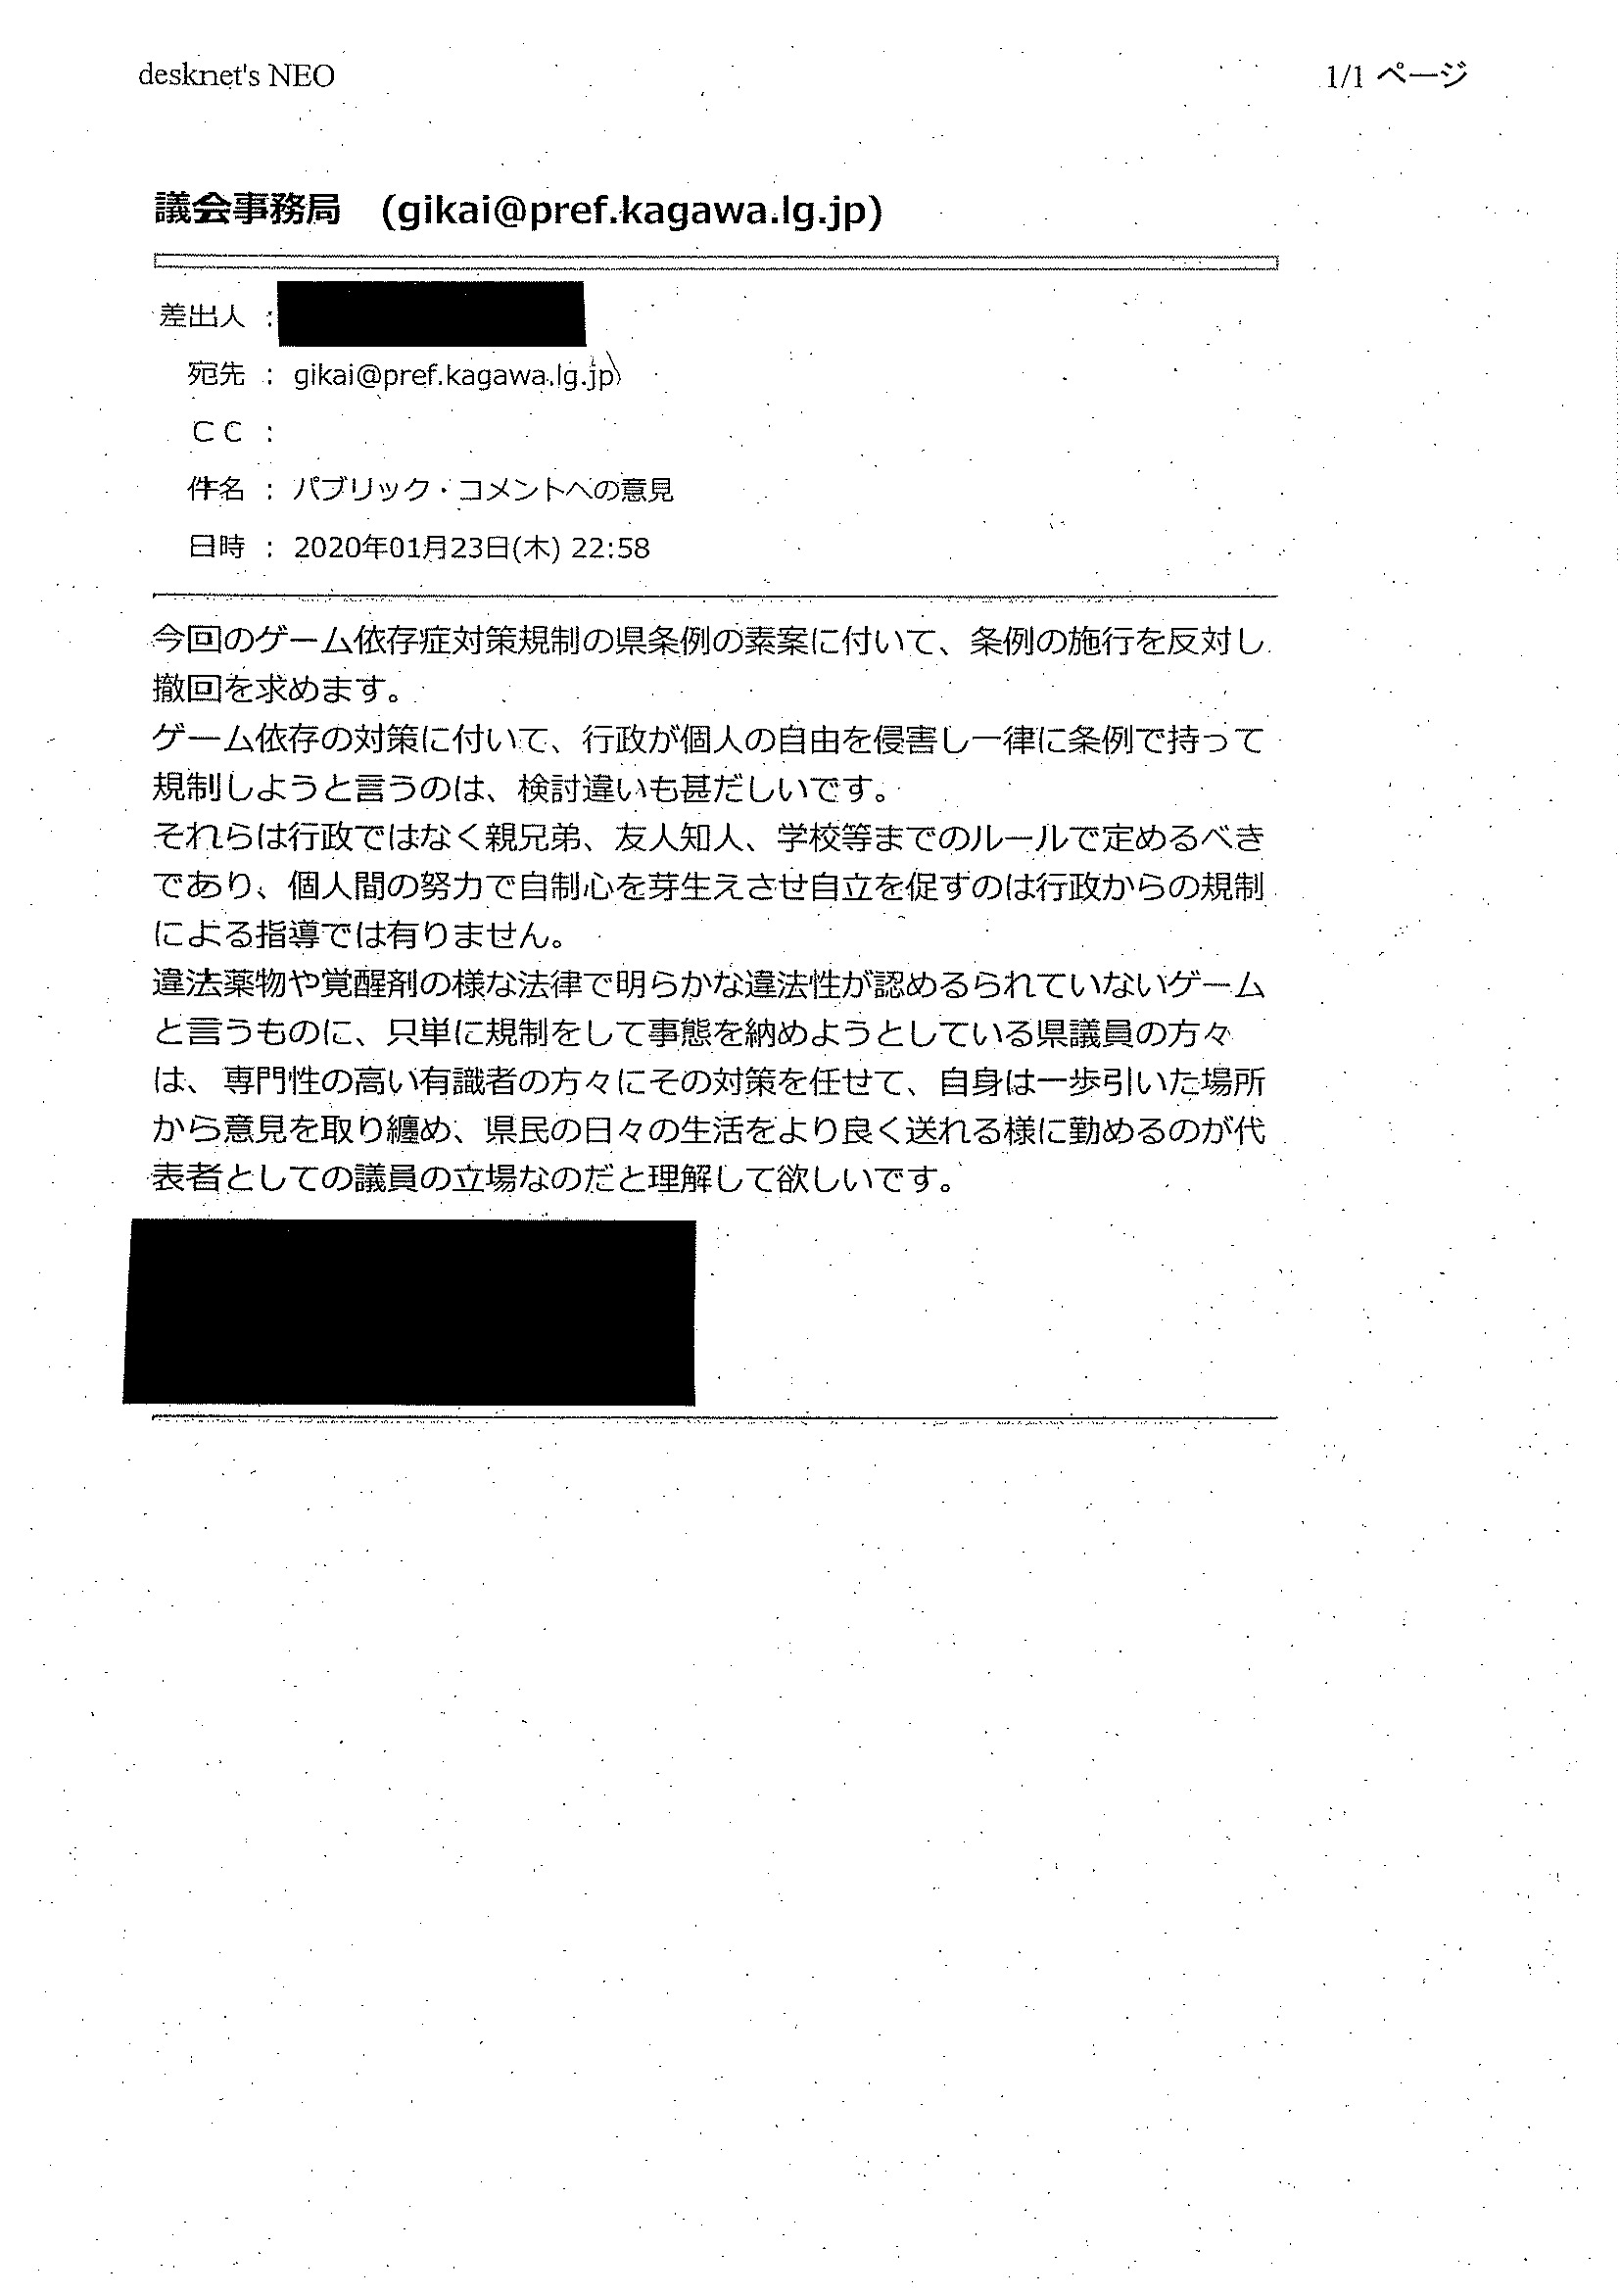 desknet's NEO
1/1 ページ
議会事務局 (gikai@pref.kagawa.lg.jp)
差出人 :
宛先 : gikai@pref.kagawa.lg.jp
ＣＣ :
件名 : パブリック・コメントへの意見
日時 : 2020年01月23日(木) 22:58
今回のゲーム依存症対策規制の県条例の素案に付いて、条例の施行を反対し
撤回を求めます。
ゲーム依存の対策に付いて、行政が個人の自由を侵害し一律に条例で持って
規制しようと言うのは、検討違いも甚だしいです。
それらは行政ではなく親兄弟、友人知人、学校等までのルールで定めるべき
であり、個人間の努力で自制心を芽生えさせ自立を促すのは行政からの規制
による指導では有りません。
違法薬物や覚醒剤の様な法律で明らかな違法性が認めるられていないゲーム
と言うものに、只単に規制をして事態を納めようとしている県議員の方々
は、専門性の高い有識者の方々にその対策を任せて、自身は一歩引いた場所
から意見を取り纏め、県民の日々の生活をより良く送れる様に勤めるのが代
表者としての議員の立場なのだと理解して欲しいです。